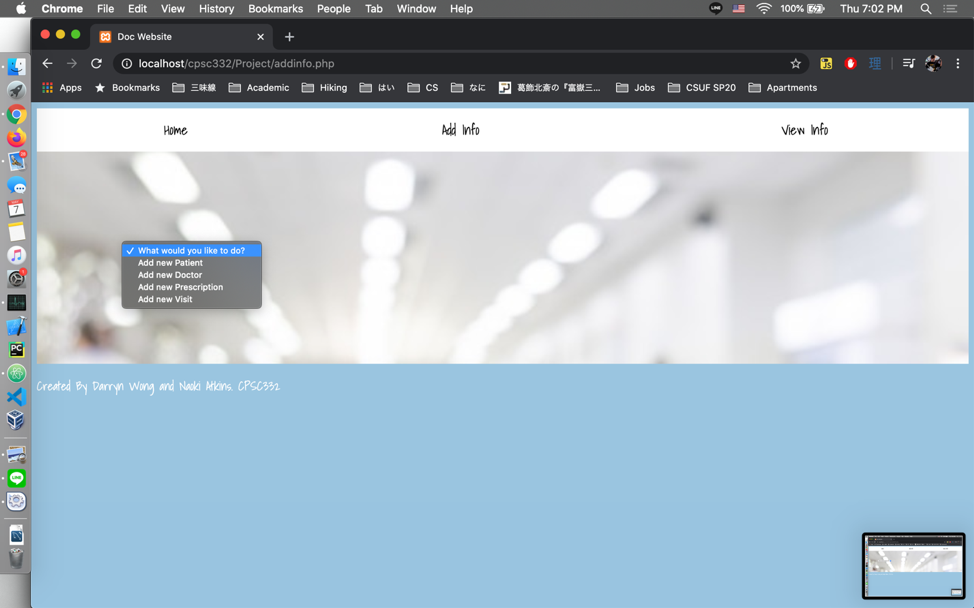 Chrome File Edit View History Bookmarks People Tab Window Help LINE 100% Thu 7:02 PM
Doc Website
localhost/cpsc332/Project/addinfo.php
Apps Bookmarks 三味線 Academic Hiking はい CS なに 葛飾北斎の『富嶽三... Jobs CSUF SP20 Apartments
Home Add Info View Info
✓ What would you like to do?
Add new Patient
Add new Doctor
Add new Prescription
Add new Visit
Created By Darryn Wong and Naoki Atkins. CPSC332